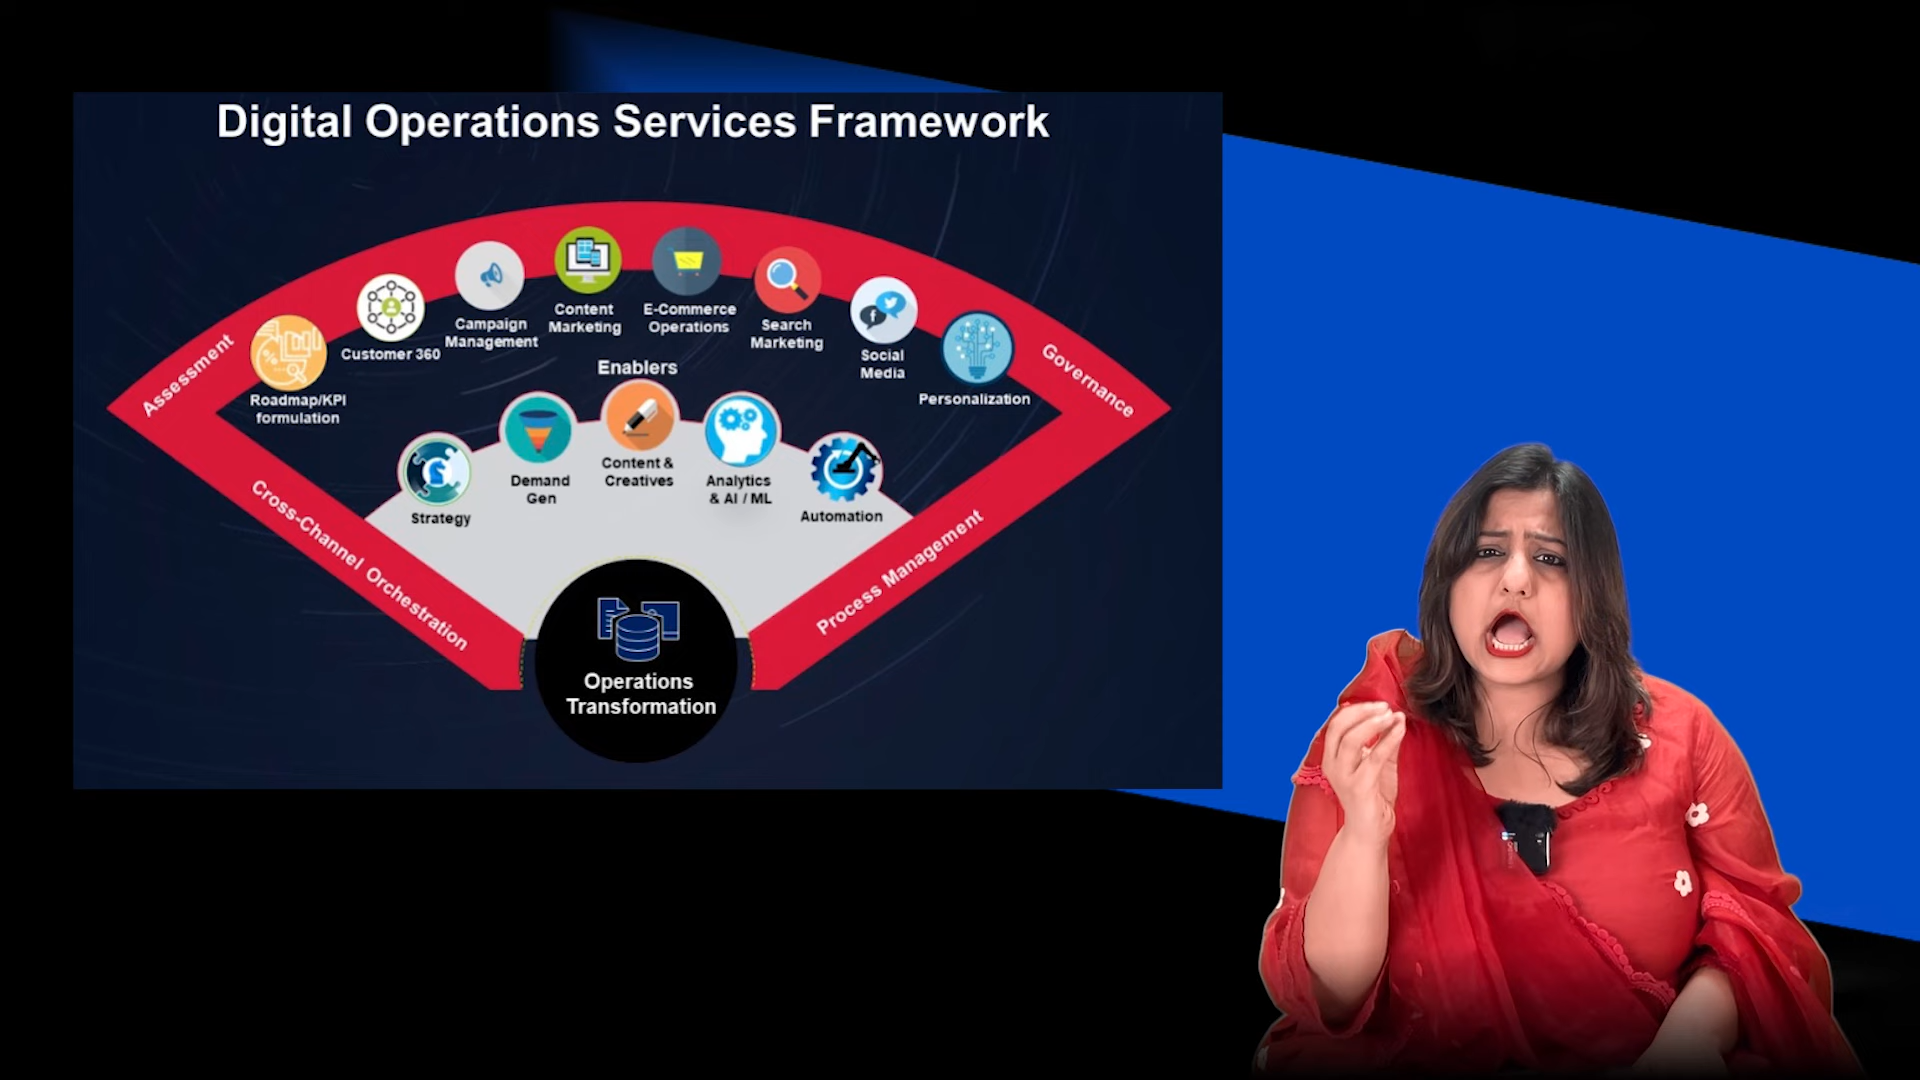 Digital Operations Services Framework
Assessment
Roadmap/KPI
formulation
Customer 360
Campaign
Management
Content
Marketing
E-Commerce
Operations
Search
Marketing
Social
Media
Personalization
Governance
Enablers
Strategy
Demand
Gen
Content &
Creatives
Analytics
& AI / ML
Automation
Cross-Channel Orchestration
Process Management
Operations
Transformation